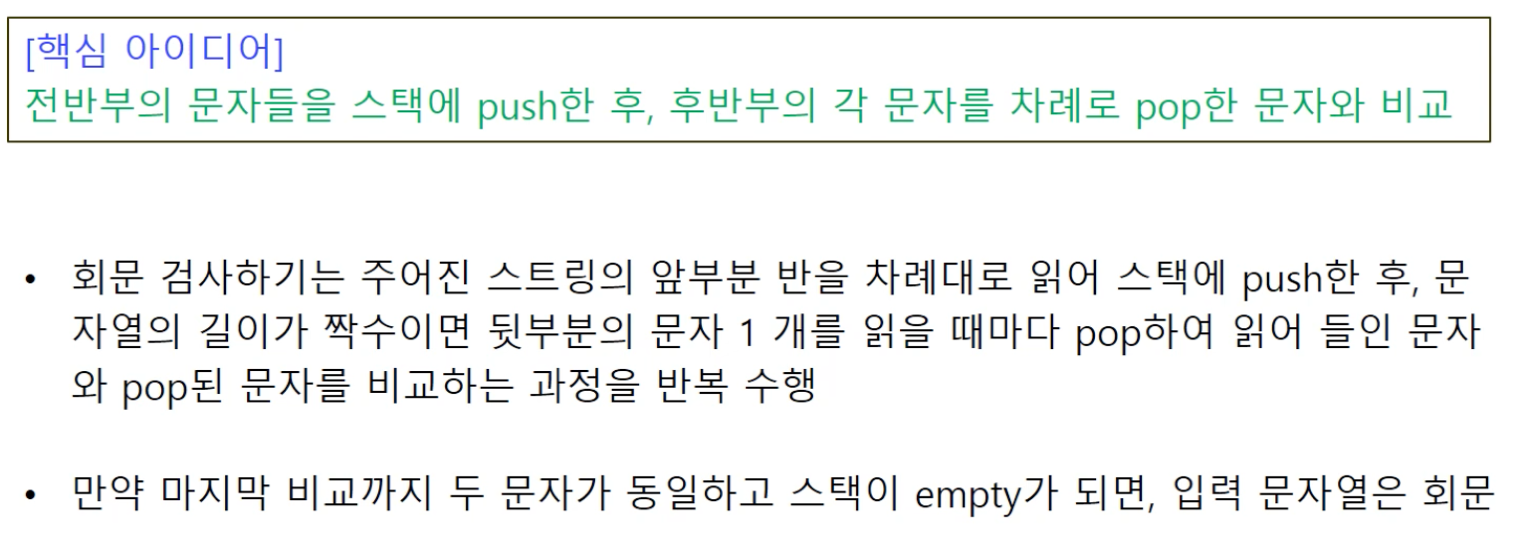 [핵심 아이디어]
전반부의 문자들을 스택에 push한 후, 후반부의 각 문자를 차례로 pop한 문자와 비교
• 회문 검사하기는 주어진 스트링의 앞부분 반을 차례대로 읽어 스택에 push한 후, 문
자열의 길이가 짝수이면 뒷부분의 문자 1 개를 읽을 때마다 pop하여 읽어 들인 문자
와 pop된 문자를 비교하는 과정을 반복 수행
• 만약 마지막 비교까지 두 문자가 동일하고 스택이 empty가 되면, 입력 문자열은 회문